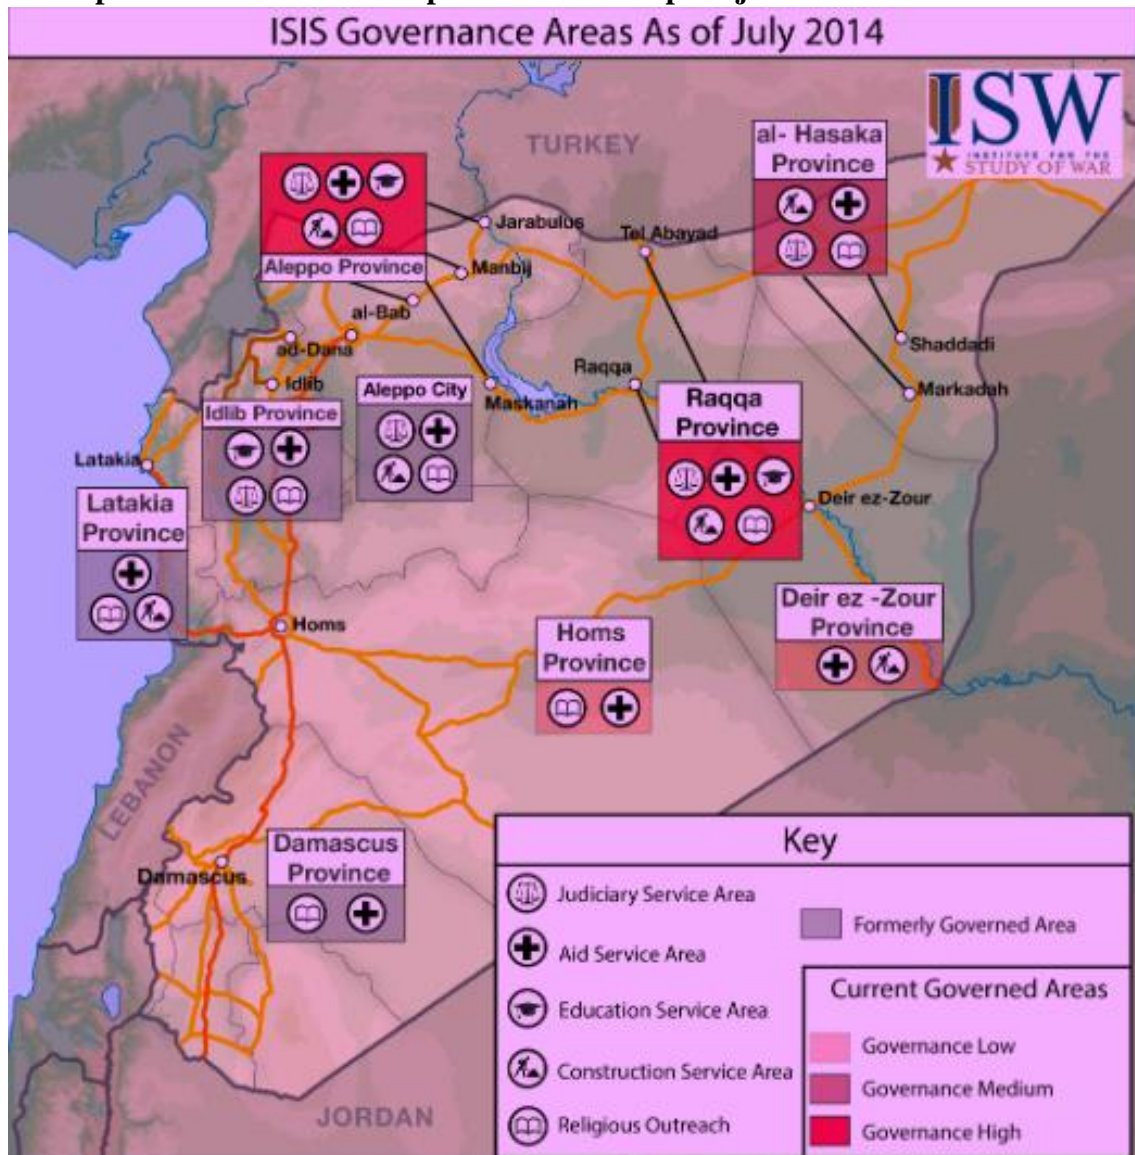 ISIS Governance Areas As of July 2014
ISW
INSTITUTE FOR THE
STUDY OF WAR
TURKEY
al- Hasaka
Province
Jarabulus
Tel Abayad
Aleppo Province
Manbij
al-Bab
ad-Dana
Shaddadi
Idlib
Aleppo City
Raqqa
Markadah
Maskanah
Raqqa
Province
Idlib Province
Latakia
Deir ez-Zour
Latakia
Province
Deir ez -Zour
Province
Homs
Homs
Province
LEBANON
Damascus
Damascus
Province
JORDAN
Key
Judiciary Service Area
Aid Service Area
Education Service Area
Construction Service Area
Religious Outreach
Formerly Governed Area
Current Governed Areas
Governance Low
Governance Medium
Governance High